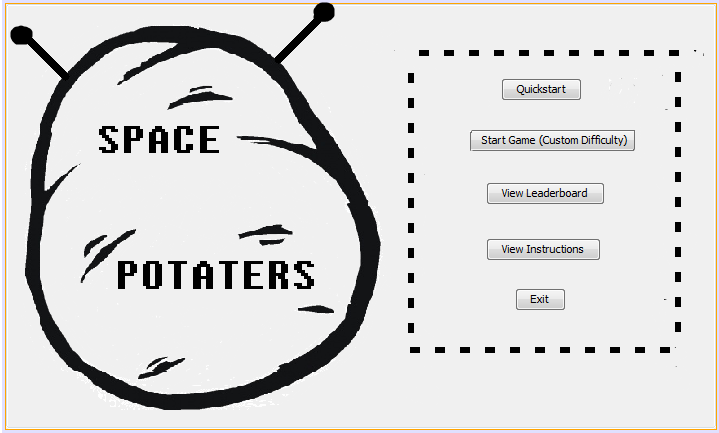 SPACE
POTATERS
Quickstart
Start Game (Custom Difficulty)
View Leaderboard
View Instructions
Exit